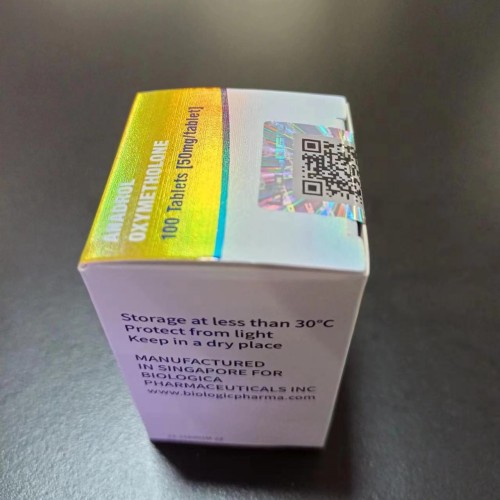 ANADROL
OXYMETHOLONE
100 Tablets [50mg/tablet]
Storage at less than 30°C
Protect from light
Keep in a dry place
MANUFACTURED
IN SINGAPORE FOR
BIOLOGICA
PHARMACEUTICALS INC
www.biologicpharma.com